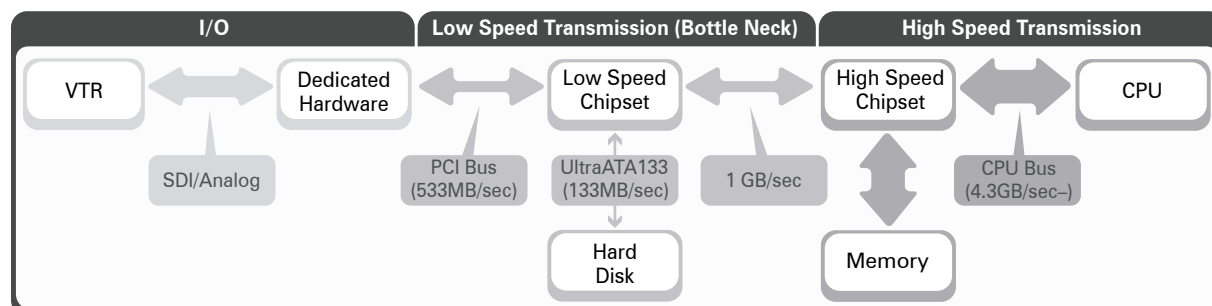 I/O
Low Speed Transmission (Bottle Neck)
High Speed Transmission
VTR
Dedicated
Hardware
Low Speed
Chipset
High Speed
Chipset
CPU
SDI/Analog
PCI Bus
(533MB/sec)
UltraATA133
(133MB/sec)
1 GB/sec
CPU Bus
(4.3GB/sec–)
Hard
Disk
Memory